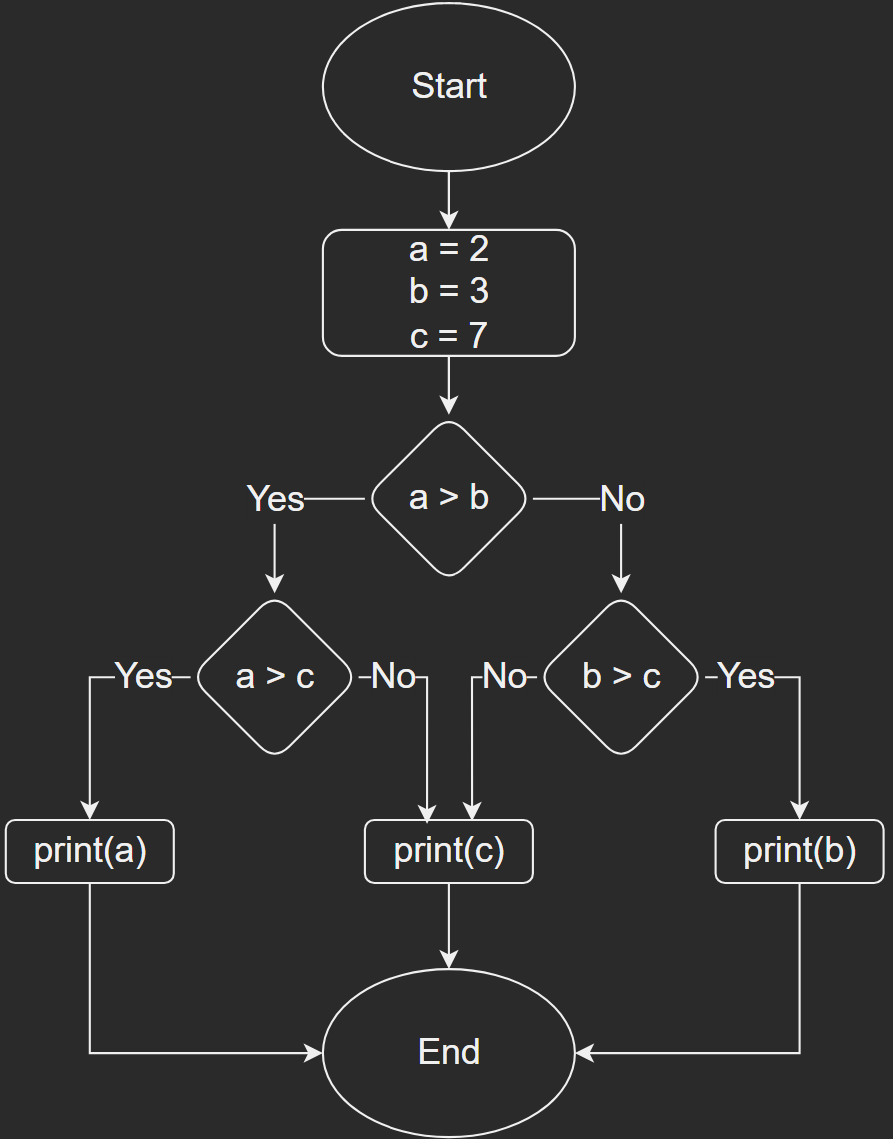 Start
a = 2
b = 3
c = 7
a > b
Yes
No
a > c
Yes
No
b > c
No
Yes
print(a)
print(c)
print(b)
End